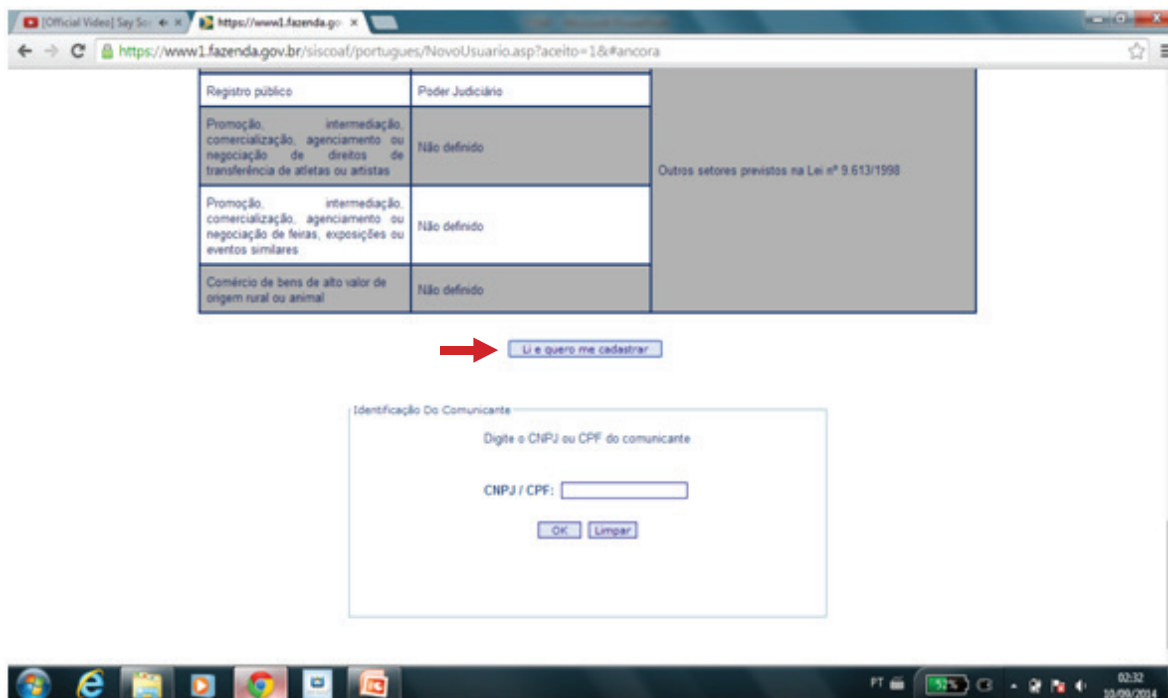 [Official Video] Say So
https://www1.fazenda.go
https://www1.fazenda.gov.br/siscoaf/portugues/NovoUsuario.asp?aceito=1&#ancora
Registro público
Poder Judiciário
Promoção, intermediação,
comercialização, agenciamento ou
negociação de direitos de
transferência de atletas ou artistas
Não definido
Outros setores previstos na Lei nº 9.613/1998
Promoção, intermediação,
comercialização, agenciamento ou
negociação de feiras, exposições ou
eventos similares
Não definido
Comércio de bens de alto valor de
origem rural ou animal
Não definido
Li e quero me cadastrar
Identificação Do Comunicante
Digite o CNPJ ou CPF do comunicante
CNPJ / CPF:
OK Limpar
PT
52%
02:32
10/09/2014